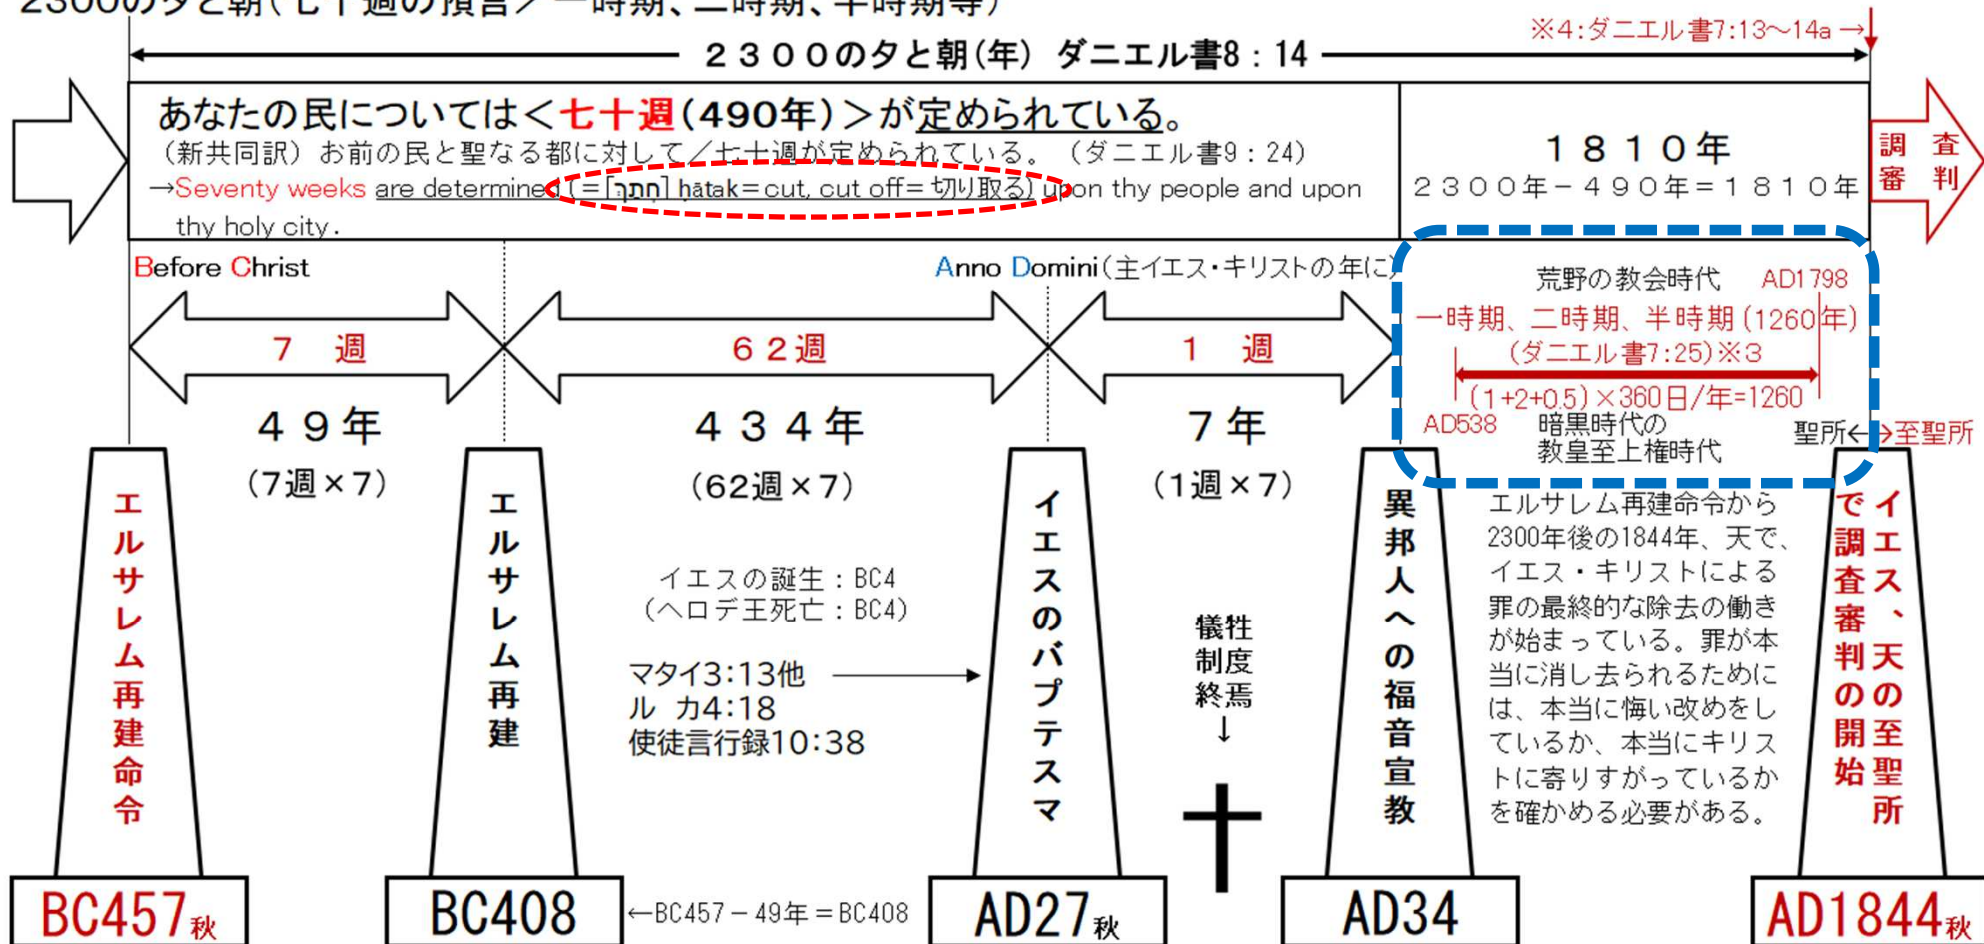 2300の夕と朝(七十週の預言/一時期、二時期、半時期等)
※4:ダニエル書7:13～14a→
2300の夕と朝(年) ダニエル書8:14
あなたの民については＜七十週(490年)＞が定められている。
(新共同訳) お前の民と聖なる都に対して／七十週が定められている。 (ダニエル書9:24)
→Seventy weeks are determined (=[חתך] ḥātak=cut, cut off=切り取る) upon thy people and upon
thy holy city.
1810年
2300年－490年＝1810年
調査
審判
Before Christ
Anno Domini(主イエス・キリストの年に)
7 週
62週
1 週
49年
(7週×7)
434年
(62週×7)
7年
(1週×7)
荒野の教会時代 AD1798
一時期、二時期、半時期(1260年)
(ダニエル書7:25)※3
(1+2+0.5)×360日/年=1260
AD538 暗黒時代の
教皇至上権時代
聖所←→至聖所
エルサレム再建命令
エルサレム再建
イエスの誕生:BC4
(ヘロデ王死亡:BC4)
マタイ3:13他
ルカ4:18
使徒言行録10:38
イエスのバプテスマ
犠牲
制度
終焉
↓
異邦人への福音宣教
エルサレム再建命令から
2300年後の1844年、天で、
イエス・キリストによる
罪の最終的な除去の働き
が始まっている。罪が本
当に消し去られるために
は、本当に悔い改めをし
ているか、本当にキリス
トに寄りすがっているか
を確かめる必要がある。
イエス、天の至聖所
で調査審判の開始
BC457秋
BC408
←BC457－49年＝BC408
AD27秋
AD34
AD1844秋